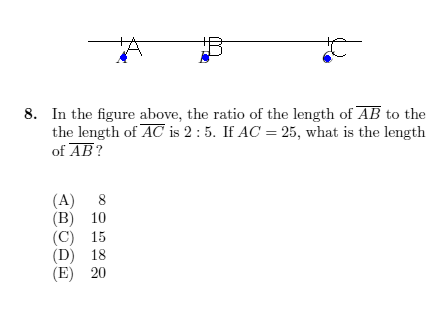 A B C
A B C
8. In the figure above, the ratio of the length of AB to the
the length of AC is 2 : 5. If AC = 25, what is the length
of AB?
(A) 8
(B) 10
(C) 15
(D) 18
(E) 20